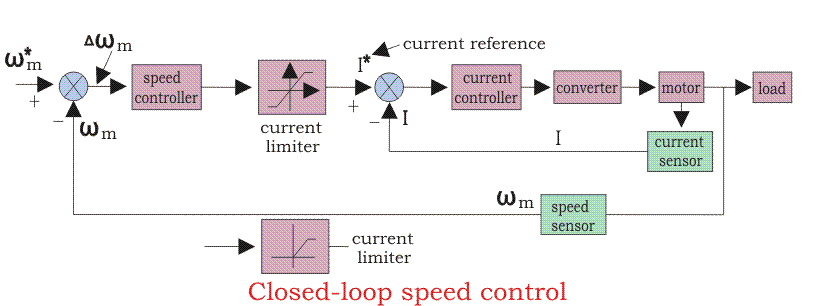 ω*m
+
−
Δωm
ωm
speed
controller
current
limiter
I*
current reference
+
−
I
current
controller
converter
motor
load
I
current
sensor
ωm
speed
sensor
current
limiter
Closed-loop speed control